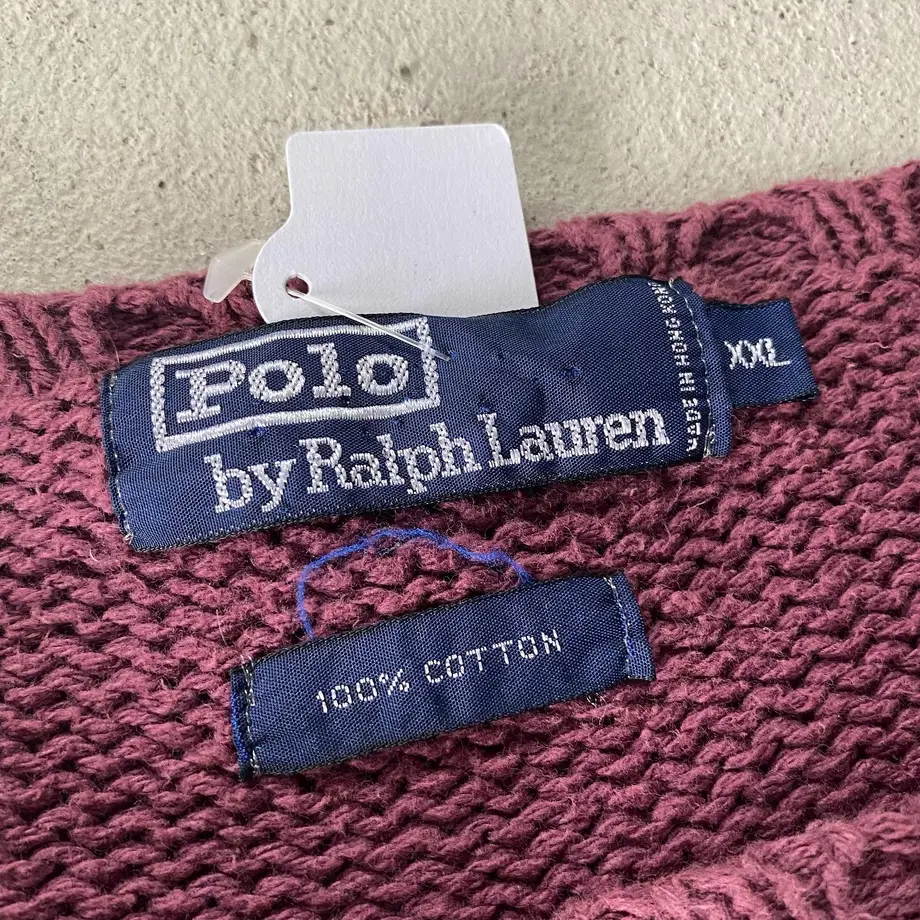 Polo
by Ralph Lauren
MADE IN HONG KONG
XXL
100% COTTON